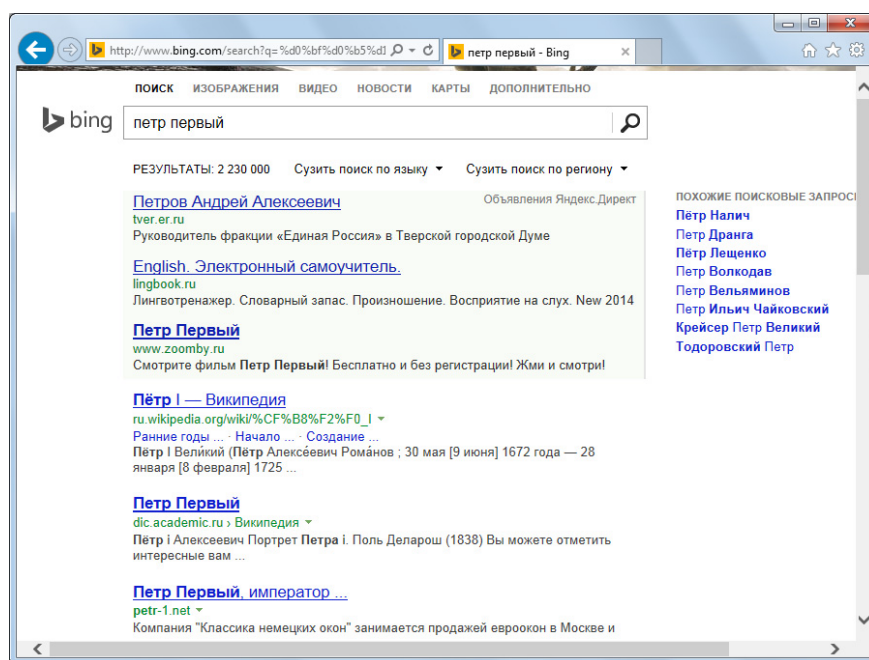 http://www.bing.com/search?q=%d0%bf%d0%b5%d1
петр первый - Bing
ПОИСК ИЗОБРАЖЕНИЯ ВИДЕО НОВОСТИ КАРТЫ ДОПОЛНИТЕЛЬНО
bing
петр первый
РЕЗУЛЬТАТЫ: 2 230 000 Сузить поиск по языку Сузить поиск по региону
Петров Андрей Алексеевич
Объявления Яндекс.Директ
tver.er.ru
Руководитель фракции «Единая Россия» в Тверской городской Думе
English. Электронный самоучитель.
lingbook.ru
Лингвотренажер. Словарный запас. Произношение. Восприятие на слух. New 2014
Петр Первый
www.zoomby.ru
Смотрите фильм Петр Первый! Бесплатно и без регистрации! Жми и смотри!
Пётр I — Википедия
ru.wikipedia.org/wiki/%CF%B8%F2%F0_I
Ранние годы ... · Начало ... · Создание ...
Пётр I Вели́кий (Пётр Алексе́евич Рома́нов ; 30 мая [9 июня] 1672 года — 28
января [8 февраля] 1725 ...
Петр Первый
dic.academic.ru › Википедия
Пётр i Алексеевич Портрет Петра i. Поль Деларош (1838) Вы можете отметить
интересные вам ...
Петр Первый, император ...
petr-1.net
Компания "Классика немецких окон" занимается продажей евроокон в Москве и
ПОХОЖИЕ ПОИСКОВЫЕ ЗАПРОС
Пётр Налич
Петр Дранга
Пётр Лещенко
Петр Волкодав
Петр Вельяминов
Петр Ильич Чайковский
Крейсер Петр Великий
Тодоровский Петр